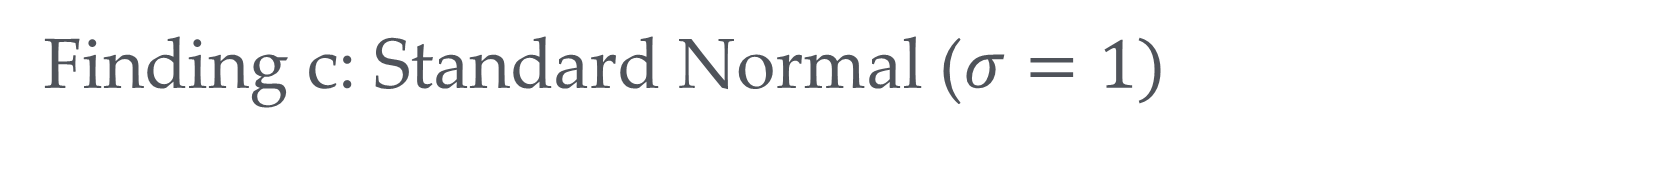 Finding c: Standard Normal (σ = 1)